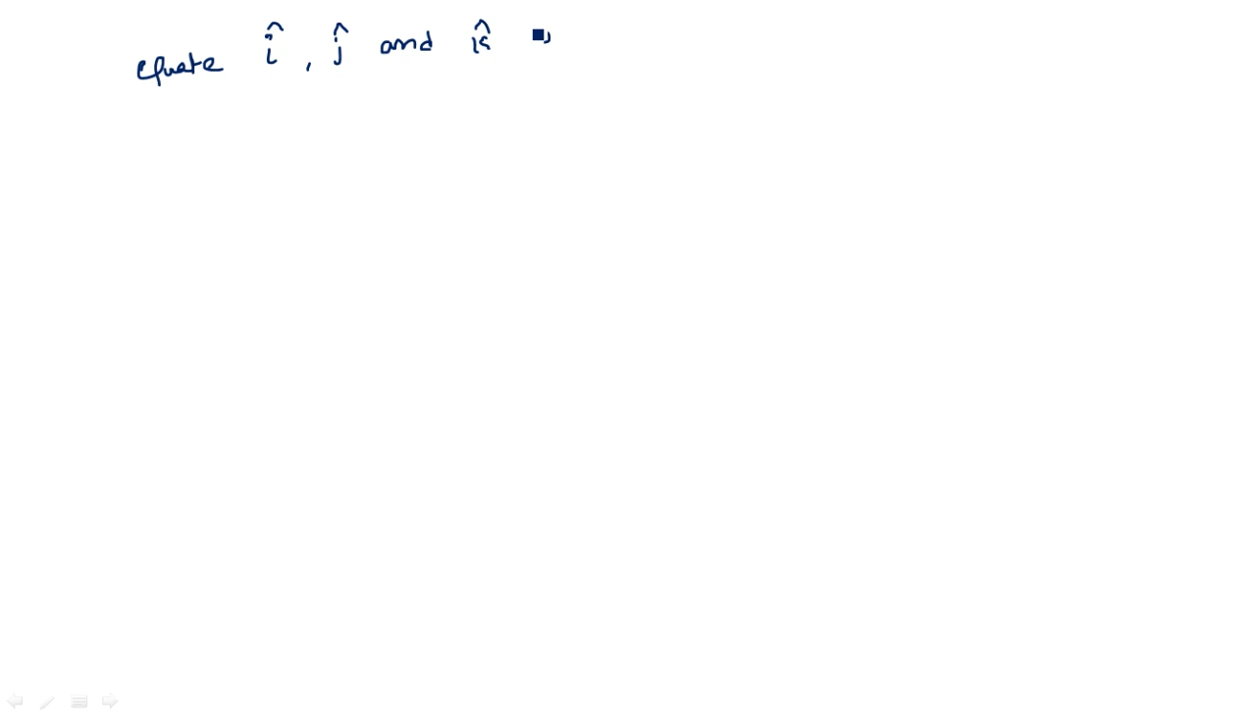 equate î , ĵ and k̂